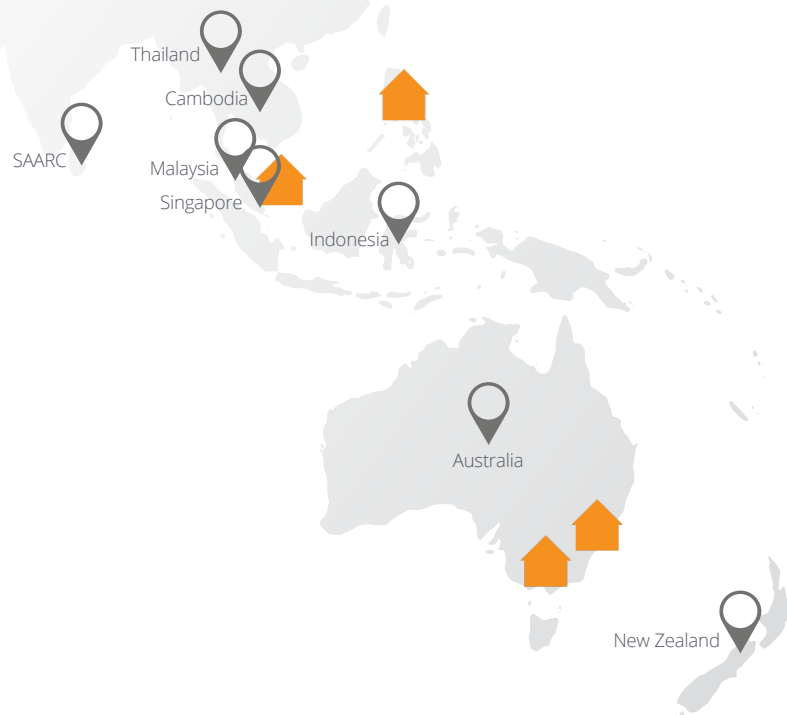 Thailand
Cambodia
SAARC
Malaysia
Singapore
Indonesia
Australia
New Zealand